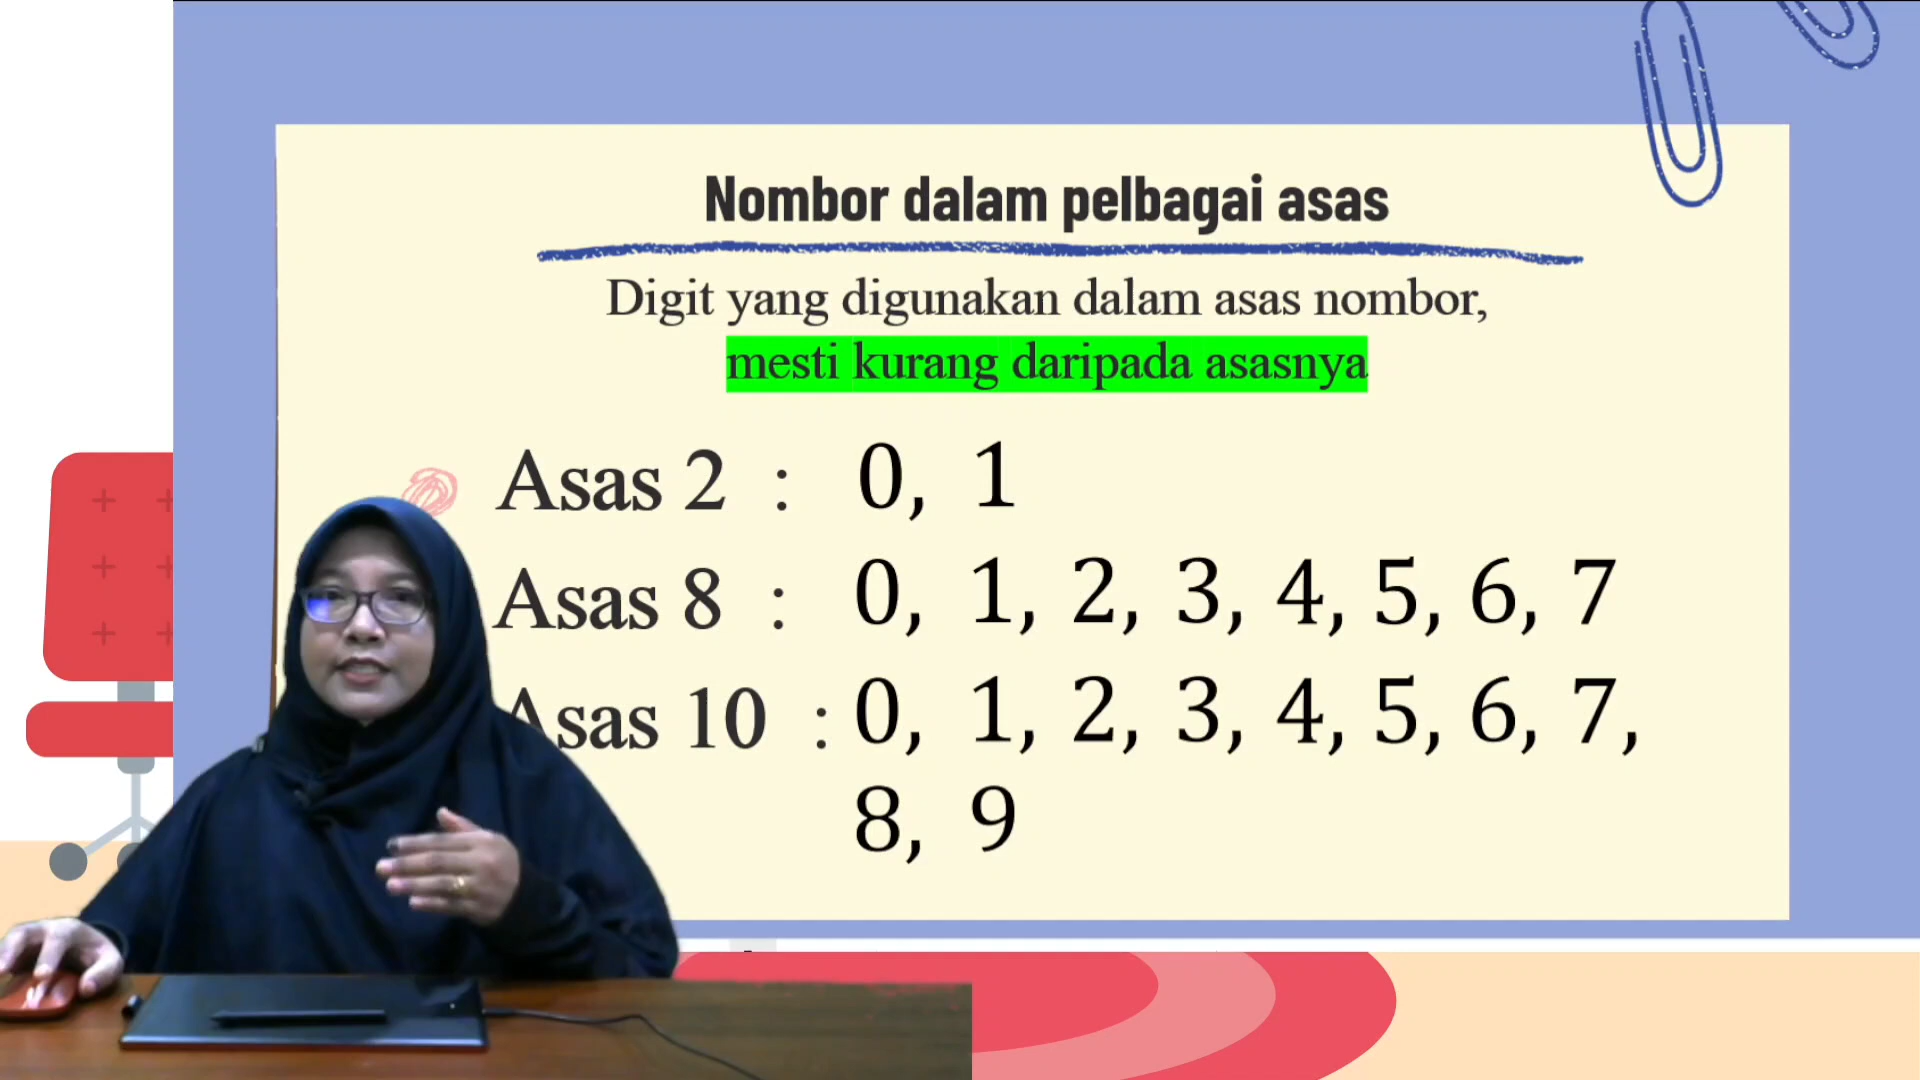 Nombor dalam pelbagai asas
Digit yang digunakan dalam asas nombor,
mesti kurang daripada asasnya
Asas 2 : 0, 1
Asas 8 : 0, 1, 2, 3, 4, 5, 6, 7
Asas 10 : 0, 1, 2, 3, 4, 5, 6, 7,
8, 9